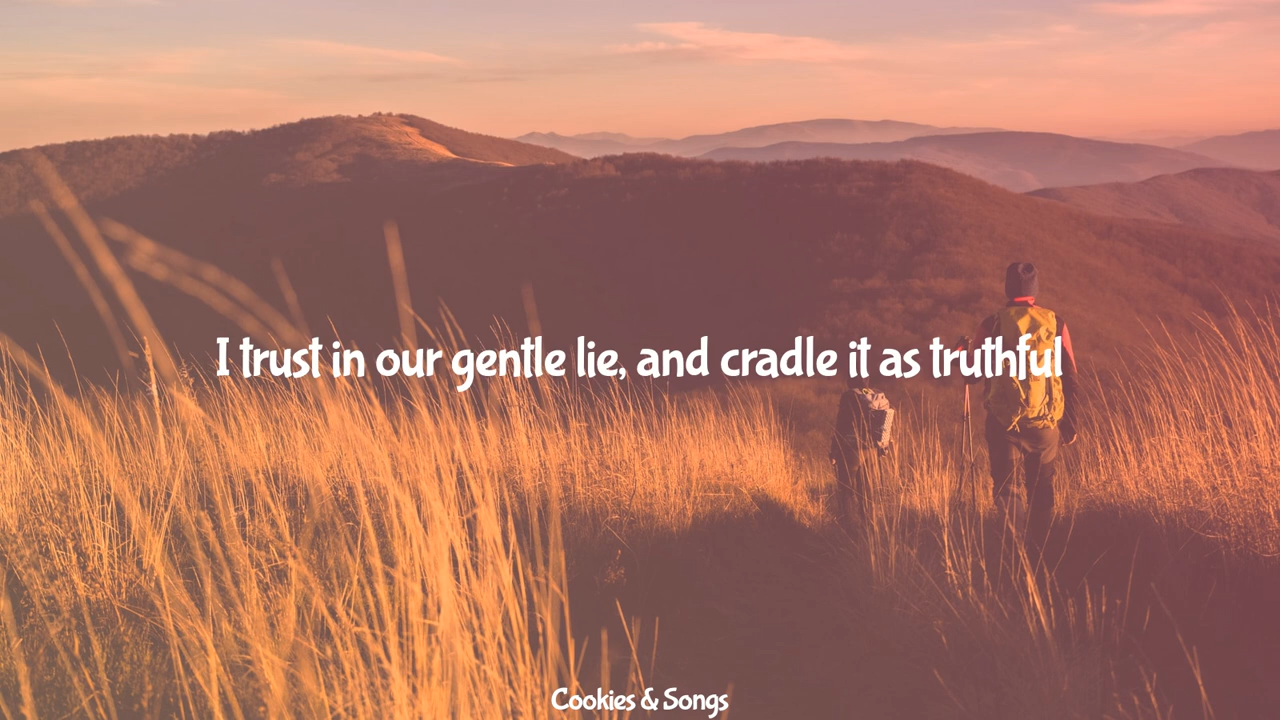 I trust in our gentle lie, and cradle it as truthful
Cookies & Songs